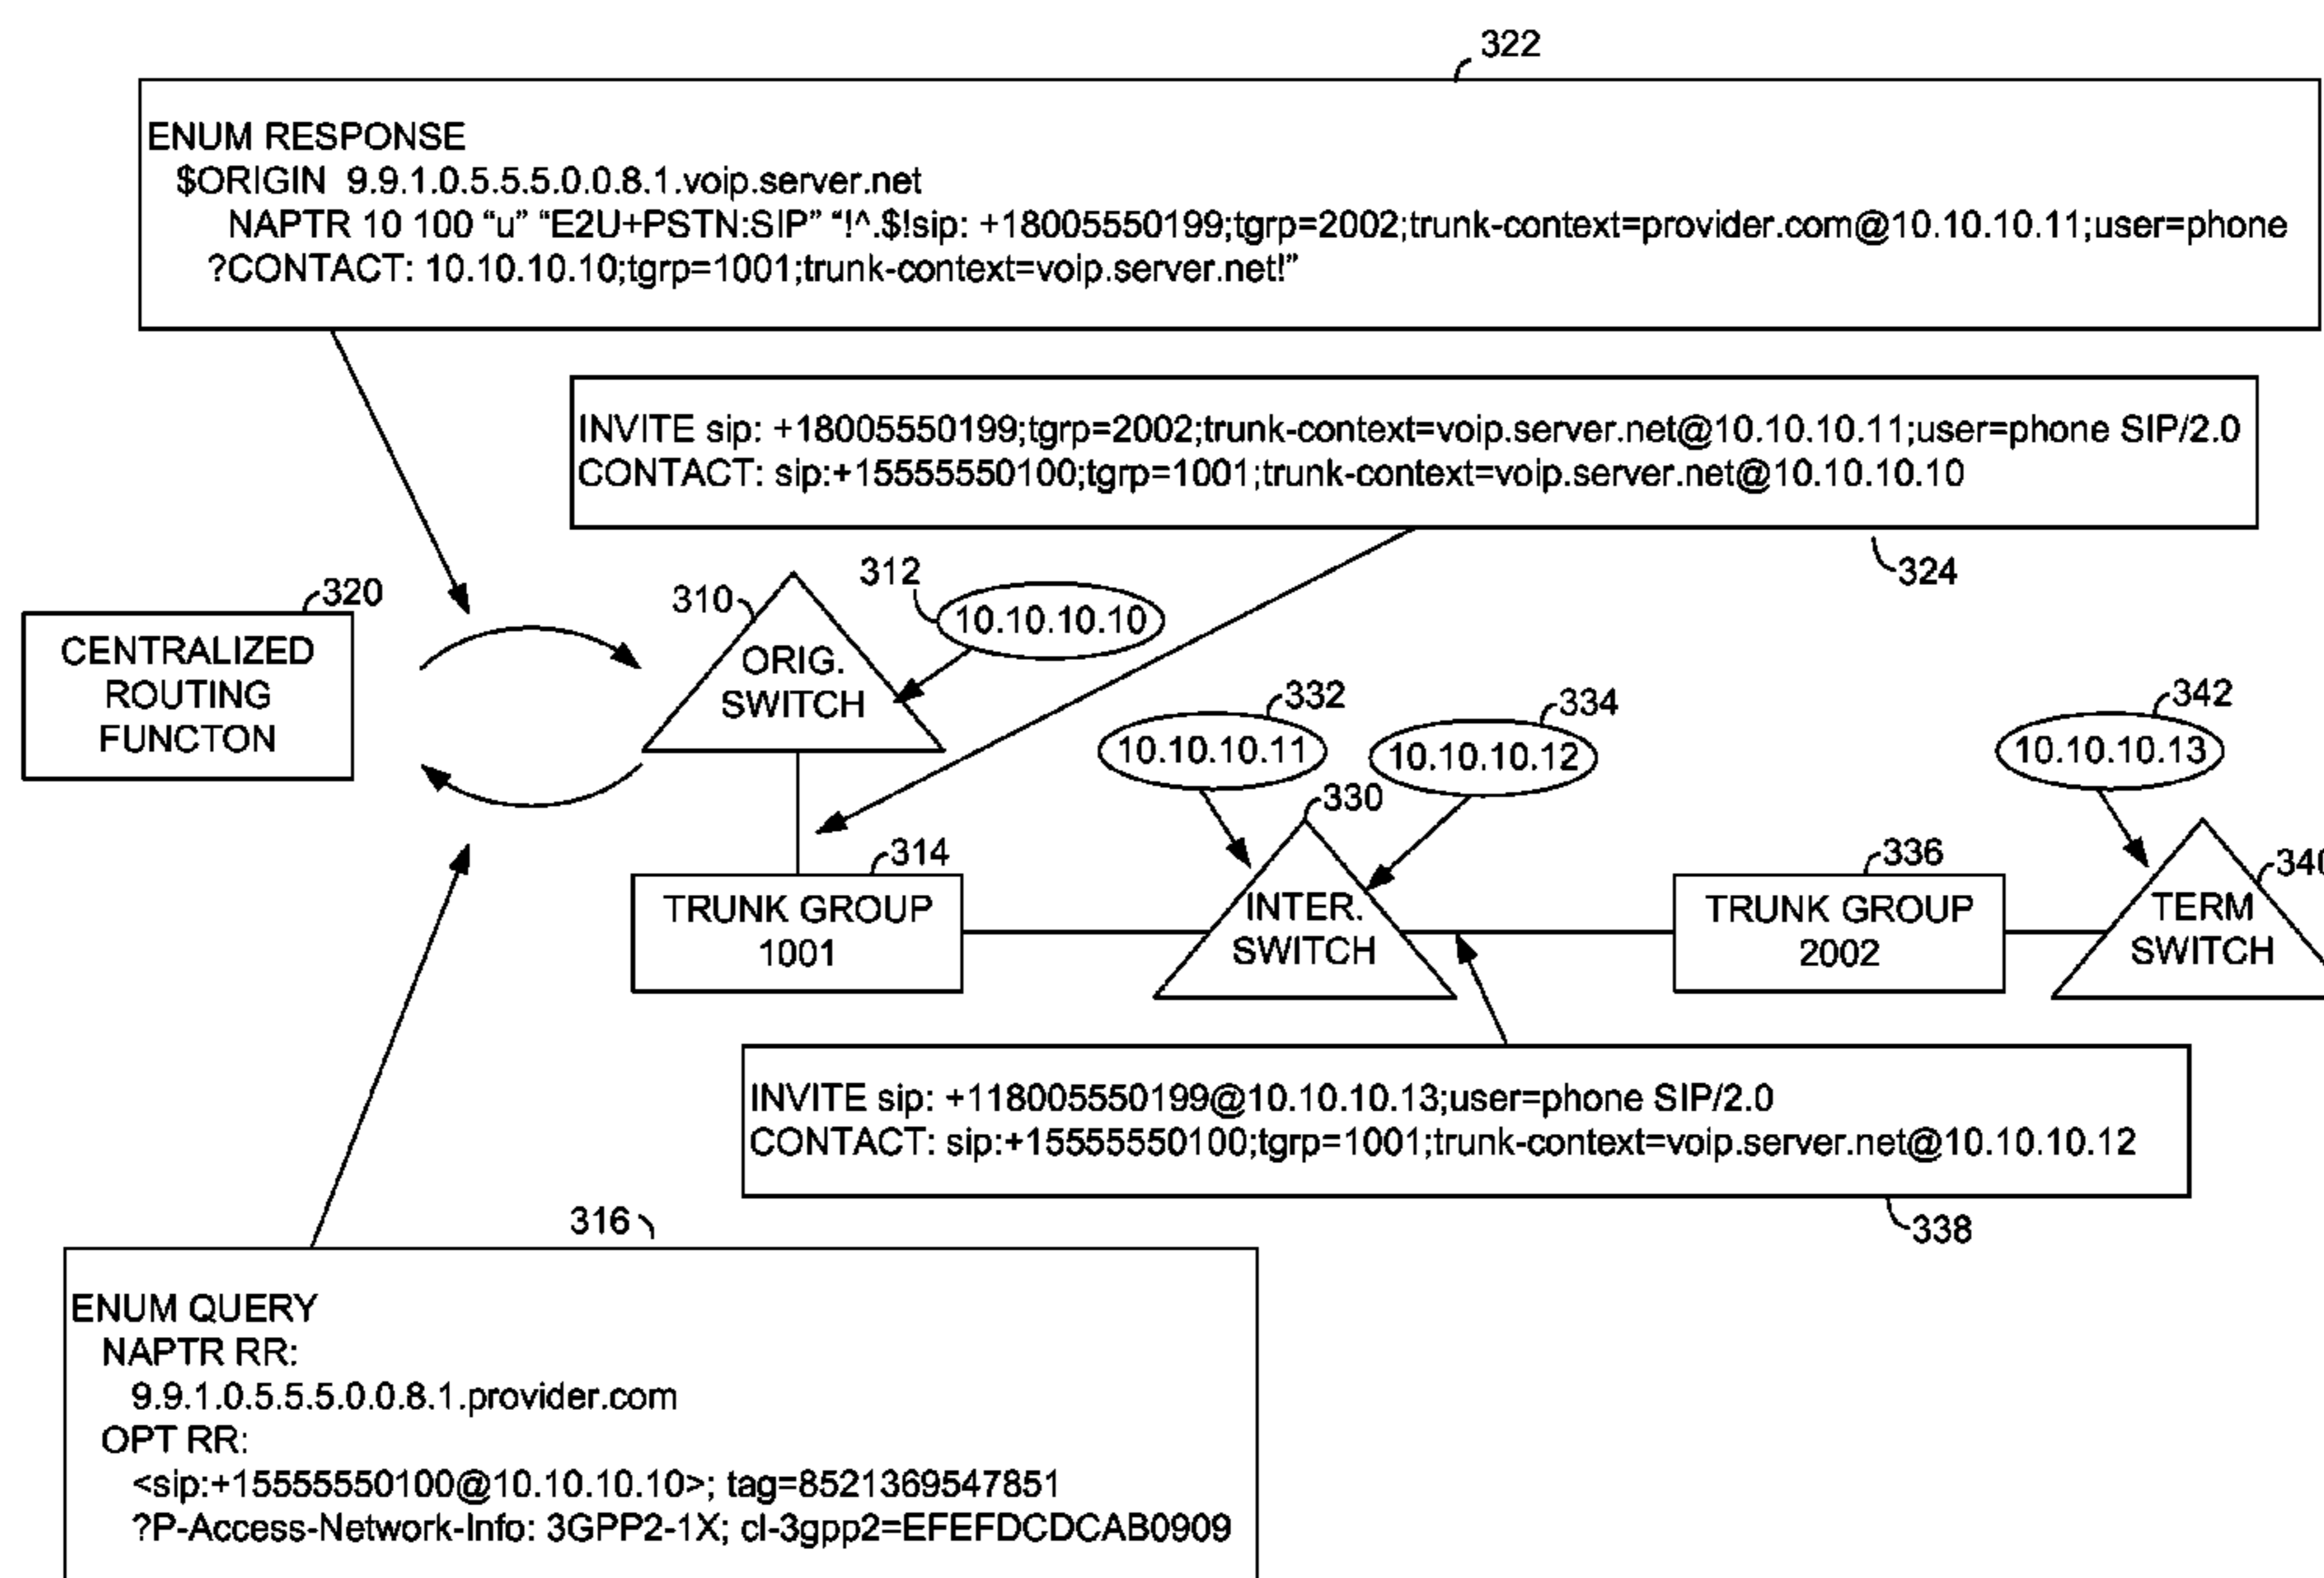 322
ENUM RESPONSE
$ORIGIN 9.9.1.0.5.5.5.0.0.8.1.voip.server.net
NAPTR 10 100 “u” “E2U+PSTN:SIP” “!^.$!sip: +18005550199;tgrp=2002;trunk-context=provider.com@10.10.10.11;user=phone
?CONTACT: 10.10.10.10;tgrp=1001;trunk-context=voip.server.net!”
INVITE sip: +18005550199;tgrp=2002;trunk-context=voip.server.net@10.10.10.11;user=phone SIP/2.0
CONTACT: sip:+15555550100;tgrp=1001;trunk-context=voip.server.net@10.10.10.10
324
320
CENTRALIZED
ROUTING
FUNCTON
310
ORIG.
SWITCH
312
10.10.10.10
332
10.10.10.11
334
10.10.10.12
342
10.10.10.13
314
TRUNK GROUP
1001
330
INTER.
SWITCH
336
TRUNK GROUP
2002
340
TERM
SWITCH
INVITE sip: +118005550199@10.10.10.13;user=phone SIP/2.0
CONTACT: sip:+15555550100;tgrp=1001;trunk-context=voip.server.net@10.10.10.12
338
316
ENUM QUERY
NAPTR RR:
9.9.1.0.5.5.5.0.0.8.1.provider.com
OPT RR:
<sip:+15555550100@10.10.10.10>; tag=8521369547851
?P-Access-Network-Info: 3GPP2-1X; cl-3gpp2=EFEFDCDCAB0909